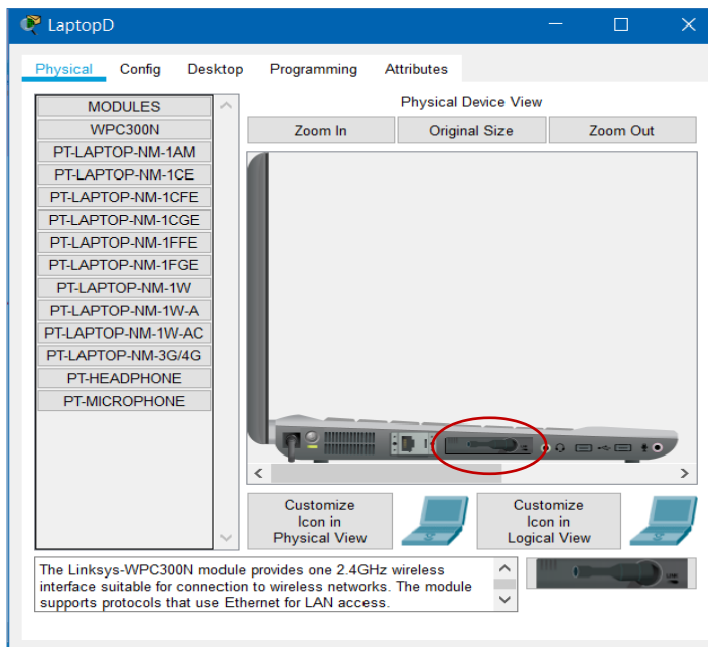 LaptopD
Physical Config Desktop Programming Attributes
MODULES
WPC300N
PT-LAPTOP-NM-1AM
PT-LAPTOP-NM-1CE
PT-LAPTOP-NM-1CFE
PT-LAPTOP-NM-1CGE
PT-LAPTOP-NM-1FFE
PT-LAPTOP-NM-1FGE
PT-LAPTOP-NM-1W
PT-LAPTOP-NM-1W-A
PT-LAPTOP-NM-1W-AC
PT-LAPTOP-NM-3G/4G
PT-HEADPHONE
PT-MICROPHONE
Physical Device View
Zoom In Original Size Zoom Out
Customize
Icon in
Physical View
Customize
Icon in
Logical View
The Linksys-WPC300N module provides one 2.4GHz wireless
interface suitable for connection to wireless networks. The module
supports protocols that use Ethernet for LAN access.